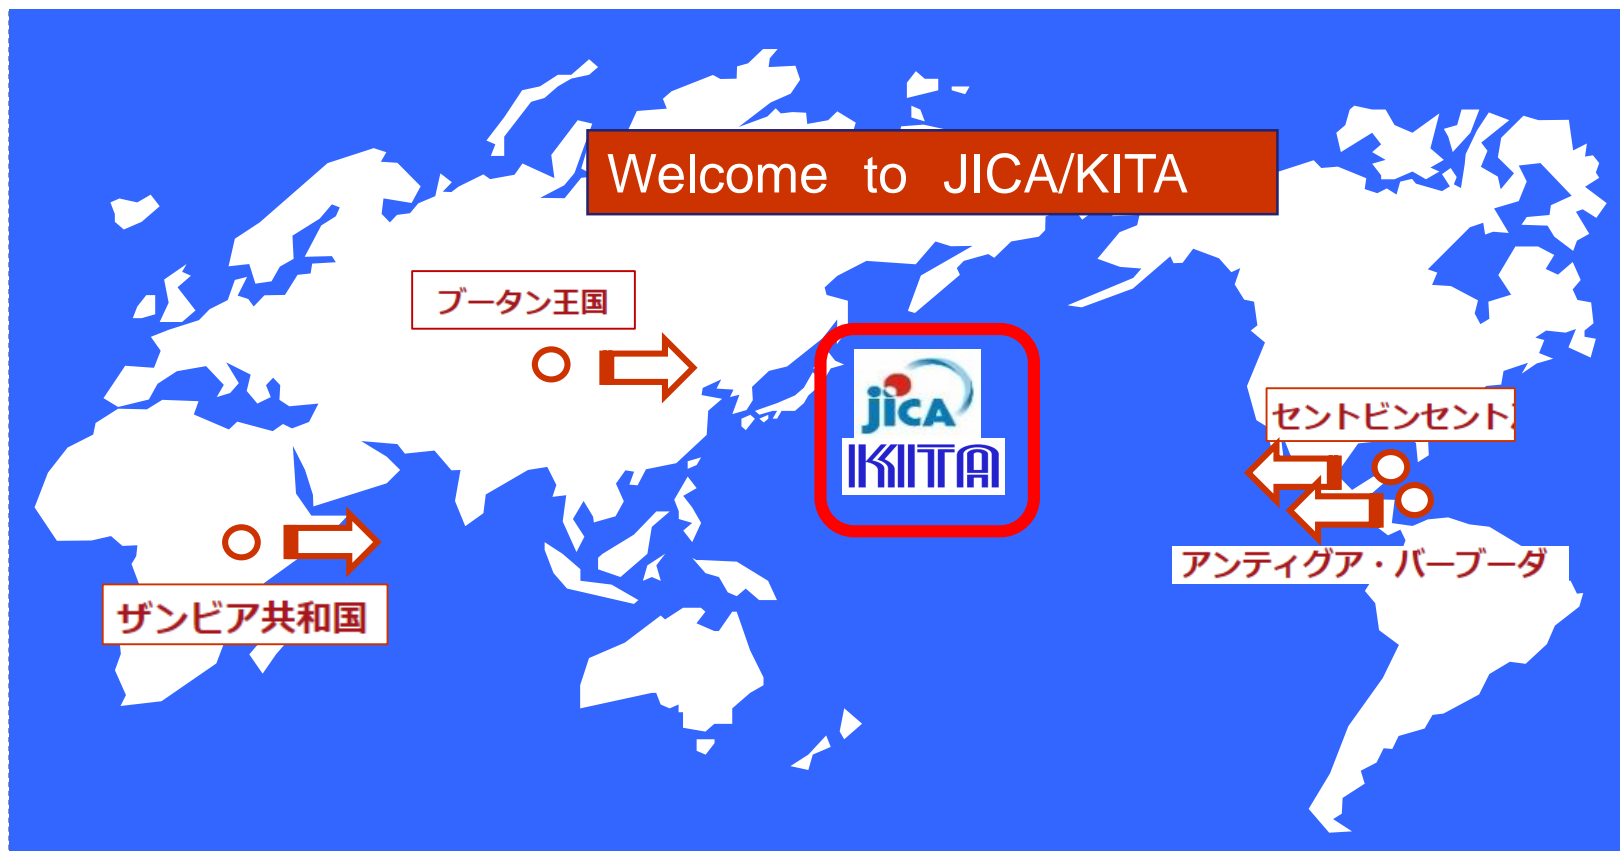 Welcome to JICA/KITA
ブータン王国
jICA
KITA
セントビンセント
アンティグア・バーブーダ
ザンビア共和国